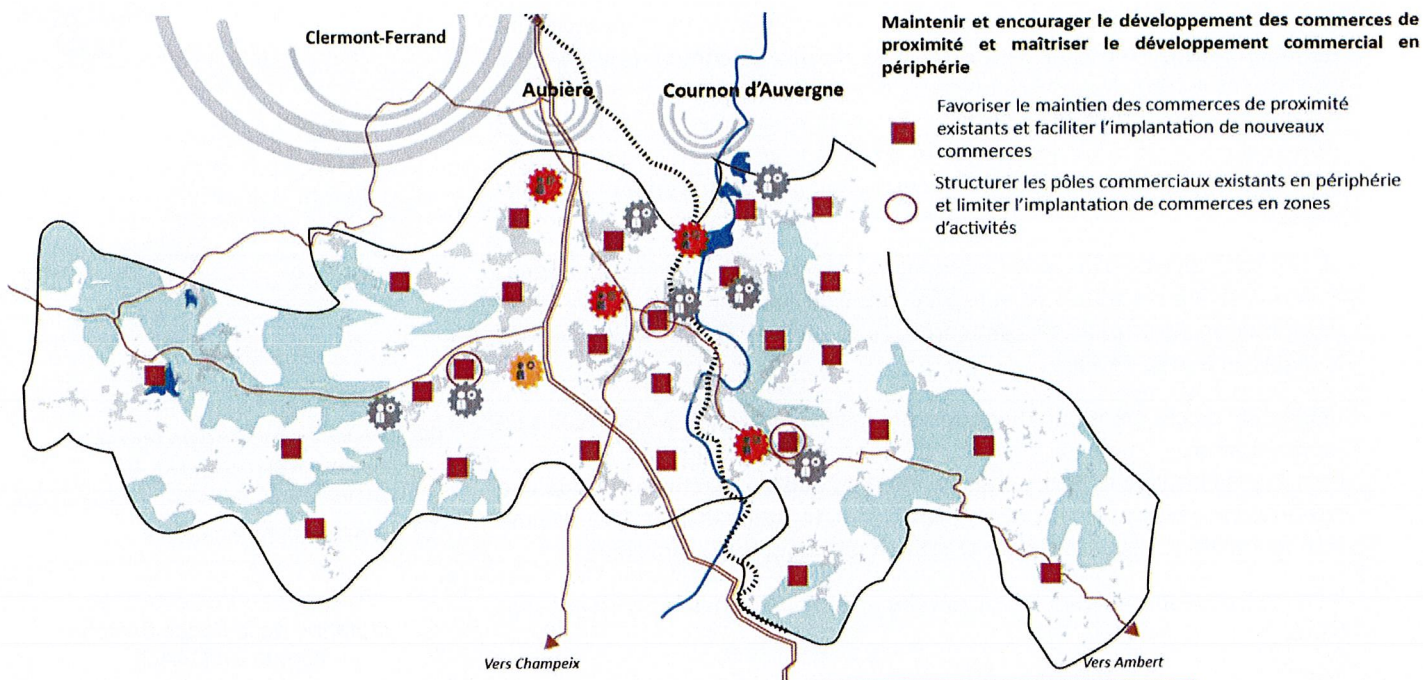 Clermont-Ferrand
Aubière
Cournon d'Auvergne
Maintenir et encourager le développement des commerces de
proximité et maîtriser le développement commercial en
périphérie
Favoriser le maintien des commerces de proximité
existants et faciliter l'implantation de nouveaux
commerces
Structurer les pôles commerciaux existants en périphérie
et limiter l'implantation de commerces en zones
d'activités
Vers Champeix
Vers Ambert